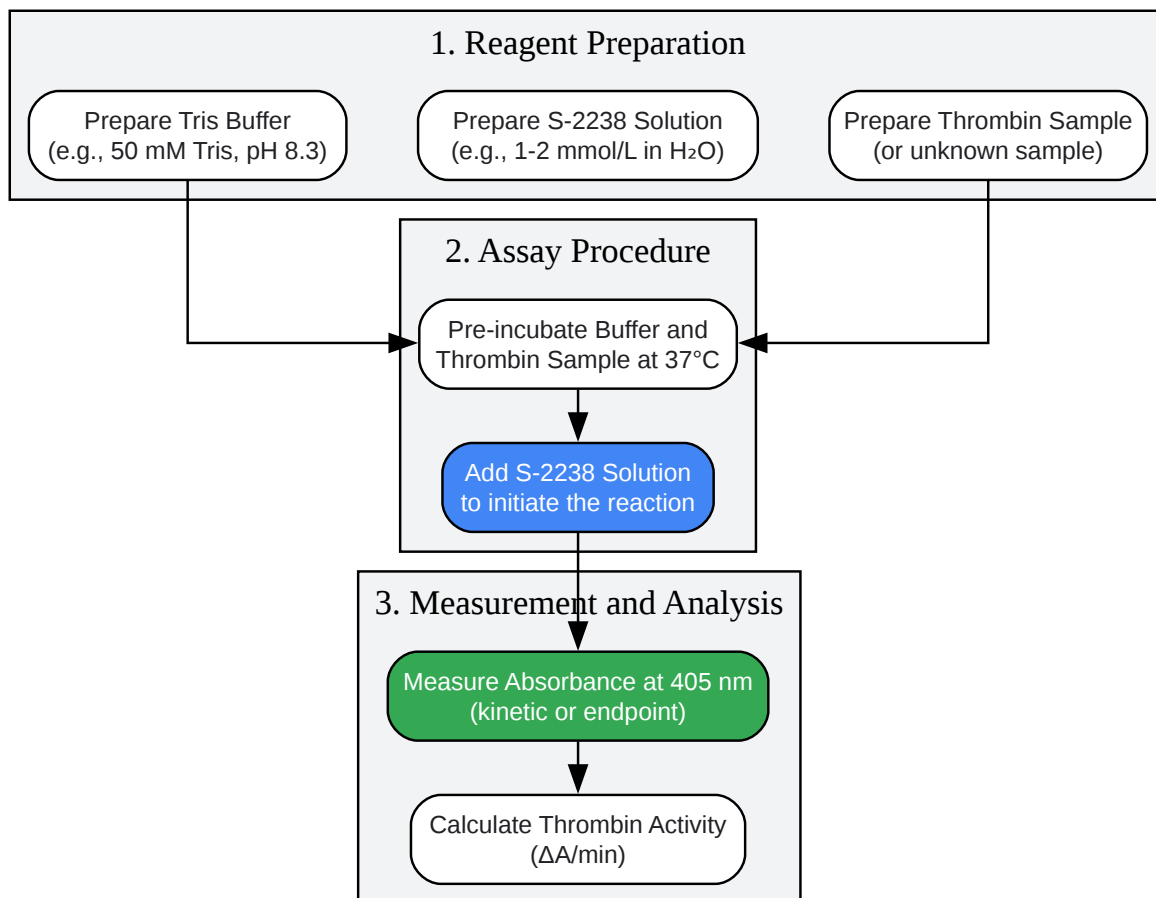 1. Reagent Preparation
Prepare Tris Buffer
(e.g., 50 mM Tris, pH 8.3)
Prepare S-2238 Solution
(e.g., 1-2 mmol/L in H₂O)
Prepare Thrombin Sample
(or unknown sample)
2. Assay Procedure
Pre-incubate Buffer and
Thrombin Sample at 37°C
Add S-2238 Solution
to initiate the reaction
3. Measurement and Analysis
Measure Absorbance at 405 nm
(kinetic or endpoint)
Calculate Thrombin Activity
(ΔA/min)